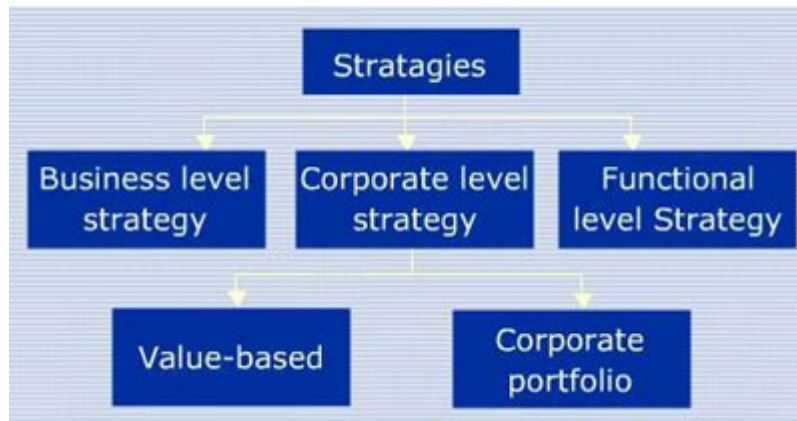 Stratagies
Business level
strategy
Corporate level
strategy
Functional
level Strategy
Value-based
Corporate
portfolio